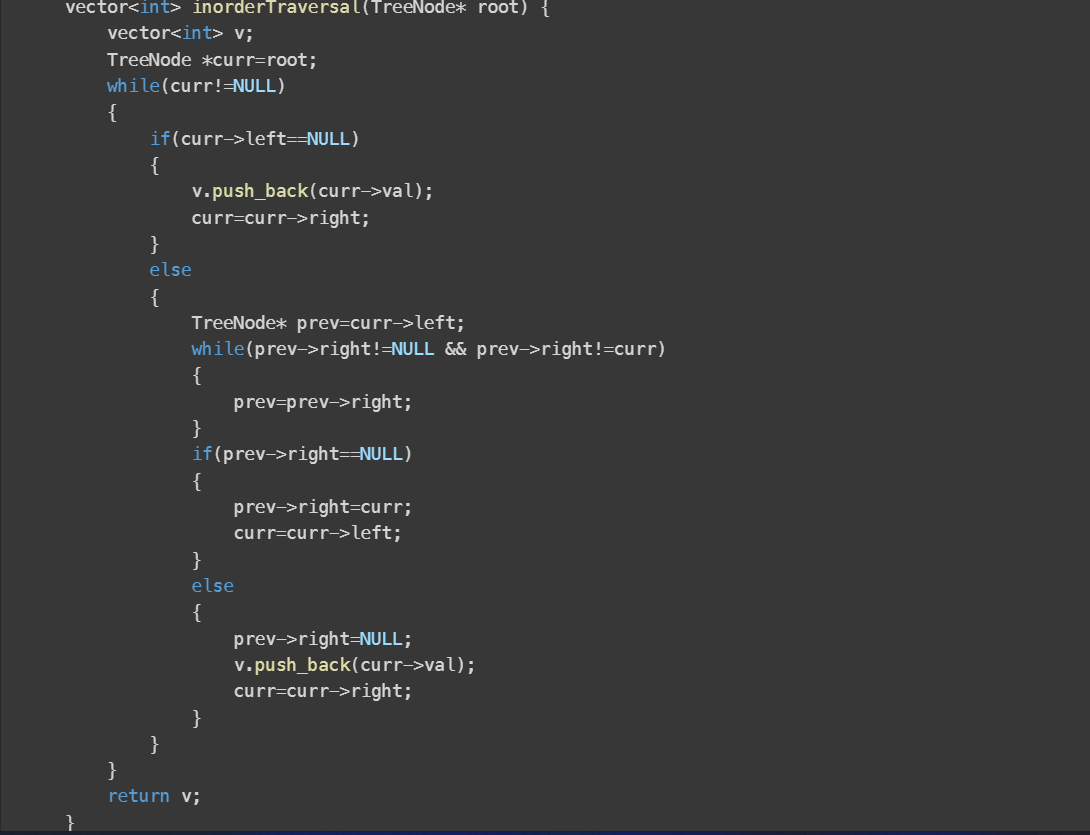 vector<int> inorderTraversal(TreeNode* root) {
vector<int> v;
TreeNode *curr=root;
while(curr!=NULL)
{
if(curr->left==NULL)
{
v.push_back(curr->val);
curr=curr->right;
}
else
{
TreeNode* prev=curr->left;
while(prev->right!=NULL && prev->right!=curr)
{
prev=prev->right;
}
if(prev->right==NULL)
{
prev->right=curr;
curr=curr->left;
}
else
{
prev->right=NULL;
v.push_back(curr->val);
curr=curr->right;
}
}
}
return v;
}